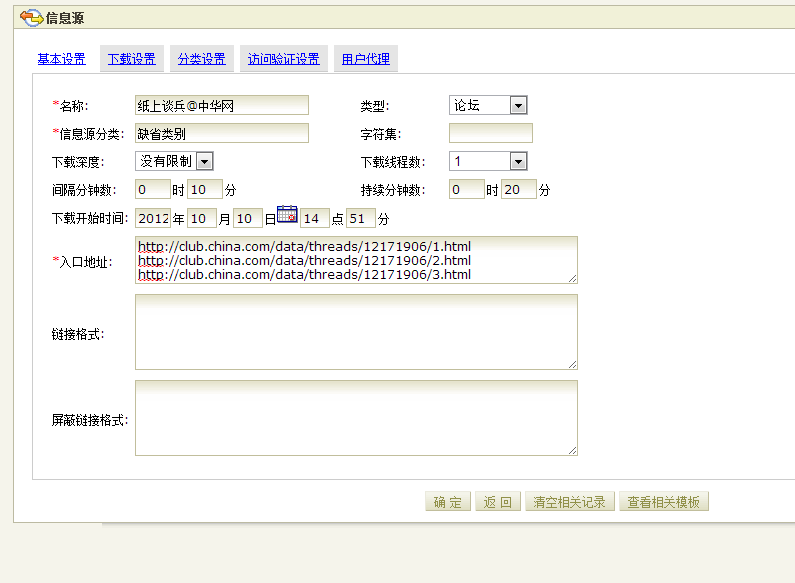 信息源
基本设置 下载设置 分类设置 访问验证设置 用户代理
*名称: 纸上谈兵@中华网 类型: 论坛
*信息源分类: 缺省类别 字符集:
下载深度: 没有限制 下载线程数: 1
间隔分钟数: 0 时 10 分 持续分钟数: 0 时 20 分
下载开始时间: 2012 年 10 月 10 日 14 点 51 分
*入口地址: http://club.china.com/data/threads/12171906/1.html
http://club.china.com/data/threads/12171906/2.html
http://club.china.com/data/threads/12171906/3.html
链接格式:
屏蔽链接格式:
确 定 返 回 清空相关记录 查看相关模板